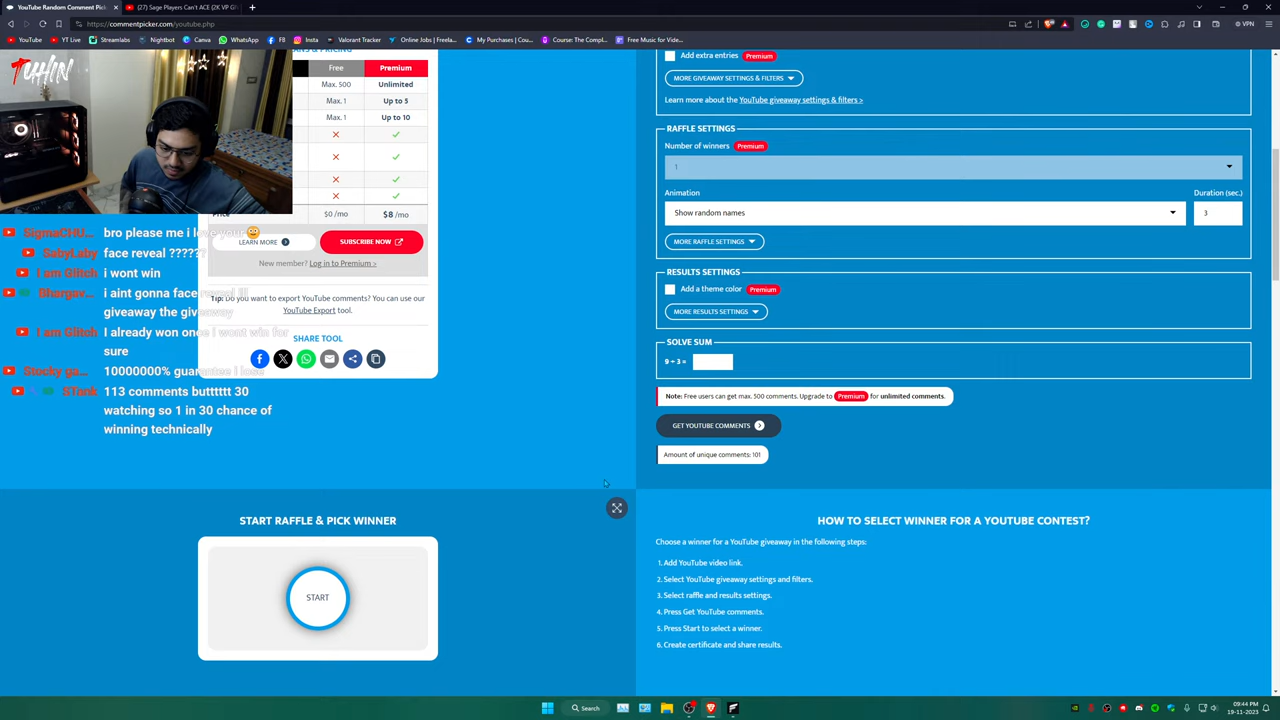 YouTube Random Comment Pic
(27) Sage Players Can't ACE (2K VP Gi
https://commentpicker.com/youtube.php
VPN
YouTube
YT Live
Streamlabs
Nightbot
Canva
WhatsApp
FB
Insta
Valorant Tracker
Online Jobs | Freela...
My Purchases | Cou...
Course: The Compl...
Free Music for Vide...
TUHIN
Free Premium
Max. 500 Unlimited
Max. 1 Up to 5
Max. 1 Up to 10
Price $0 /mo $8 /mo
LEARN MORE
SUBSCRIBE NOW
New member? Log in to Premium >
Tip: Do you want to export YouTube comments? You can use our
YouTube Export tool.
SHARE TOOL
SigmaCHU... bro please me i love your
SabyLaby face reveal ??????
I am Glitch i wont win
Bhargav... i aint gonna face reveal ill
giveaway the giveaway
I am Glitch I already won once i wont win for
sure
Stocky ga... 10000000% guarantee I lose
STonk 113 comments butttttt 30
watching so 1 in 30 chance of
winning technically
START RAFFLE & PICK WINNER
START
Add extra entries Premium
MORE GIVEAWAY SETTINGS & FILTERS
Learn more about the YouTube giveaway settings & filters >
RAFFLE SETTINGS
Number of winners Premium
1
Animation Duration (sec.)
Show random names 3
MORE RAFFLE SETTINGS
RESULTS SETTINGS
Add a theme color Premium
MORE RESULTS SETTINGS
SOLVE SUM
9 ÷ 3 =
Note: Free users can get max. 500 comments. Upgrade to Premium for unlimited comments.
GET YOUTUBE COMMENTS
Amount of unique comments: 101
HOW TO SELECT WINNER FOR A YOUTUBE CONTEST?
Choose a winner for a YouTube giveaway in the following steps:
1. Add YouTube video link.
2. Select YouTube giveaway settings and filters.
3. Select raffle and results settings.
4. Press Get YouTube comments.
5. Press Start to select a winner.
6. Create certificate and share results.
Search
09:44 PM
19-11-2023